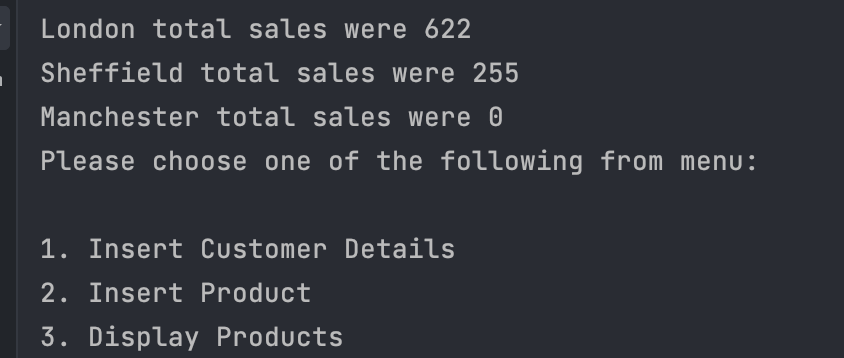 London total sales were 622
Sheffield total sales were 255
Manchester total sales were 0
Please choose one of the following from menu:
1. Insert Customer Details
2. Insert Product
3. Display Products